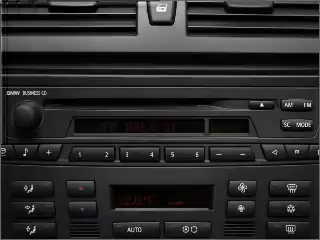 BMW BUSINESS CD
AM FM
SC MODE
1 2 3 4 5 6
AUTO